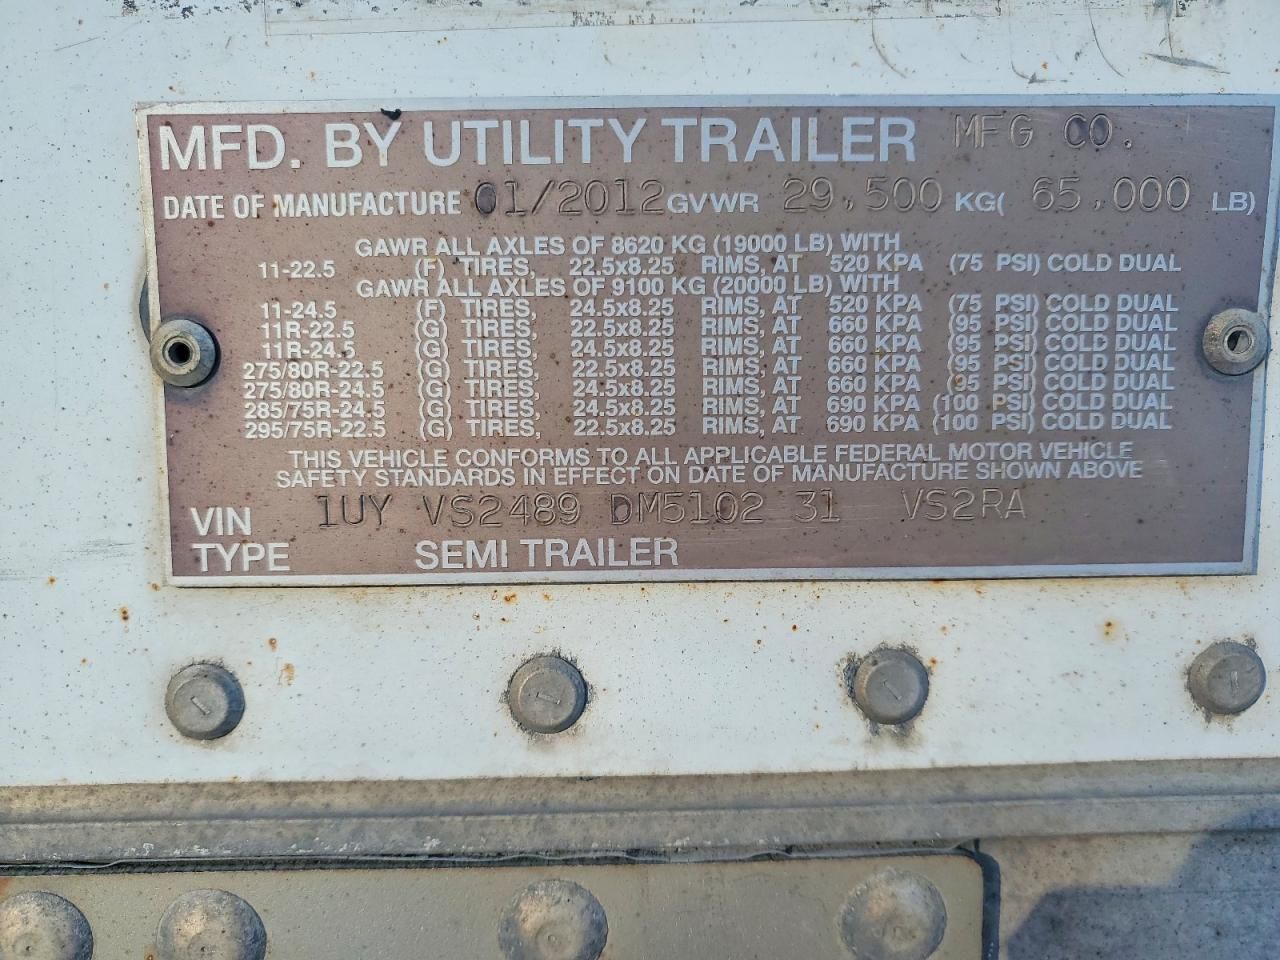 MFD. BY UTILITY TRAILER MFG CO.
DATE OF MANUFACTURE 01/2012 GVWR 29,500 KG( 65,000 LB)
GAWR ALL AXLES OF 8620 KG (19000 LB) WITH
11-22.5 (F) TIRES, 22.5x8.25 RIMS, AT 520 KPA (75 PSI) COLD DUAL
GAWR ALL AXLES OF 9100 KG (20000 LB) WITH
11-24.5 (F) TIRES, 24.5x8.25 RIMS, AT 520 KPA (75 PSI) COLD DUAL
11R-22.5 (G) TIRES, 22.5x8.25 RIMS, AT 660 KPA (95 PSI) COLD DUAL
11R-24.5 (G) TIRES, 24.5x8.25 RIMS, AT 660 KPA (95 PSI) COLD DUAL
275/80R-22.5 (G) TIRES, 22.5x8.25 RIMS, AT 660 KPA (95 PSI) COLD DUAL
275/80R-24.5 (G) TIRES, 24.5x8.25 RIMS, AT 660 KPA (95 PSI) COLD DUAL
285/75R-24.5 (G) TIRES, 24.5x8.25 RIMS, AT 690 KPA (100 PSI) COLD DUAL
295/75R-22.5 (G) TIRES, 22.5x8.25 RIMS, AT 690 KPA (100 PSI) COLD DUAL
THIS VEHICLE CONFORMS TO ALL APPLICABLE FEDERAL MOTOR VEHICLE
SAFETY STANDARDS IN EFFECT ON DATE OF MANUFACTURE SHOWN ABOVE
VIN 1UY VS2489 DM5102 31 VS2RA
TYPE SEMI TRAILER